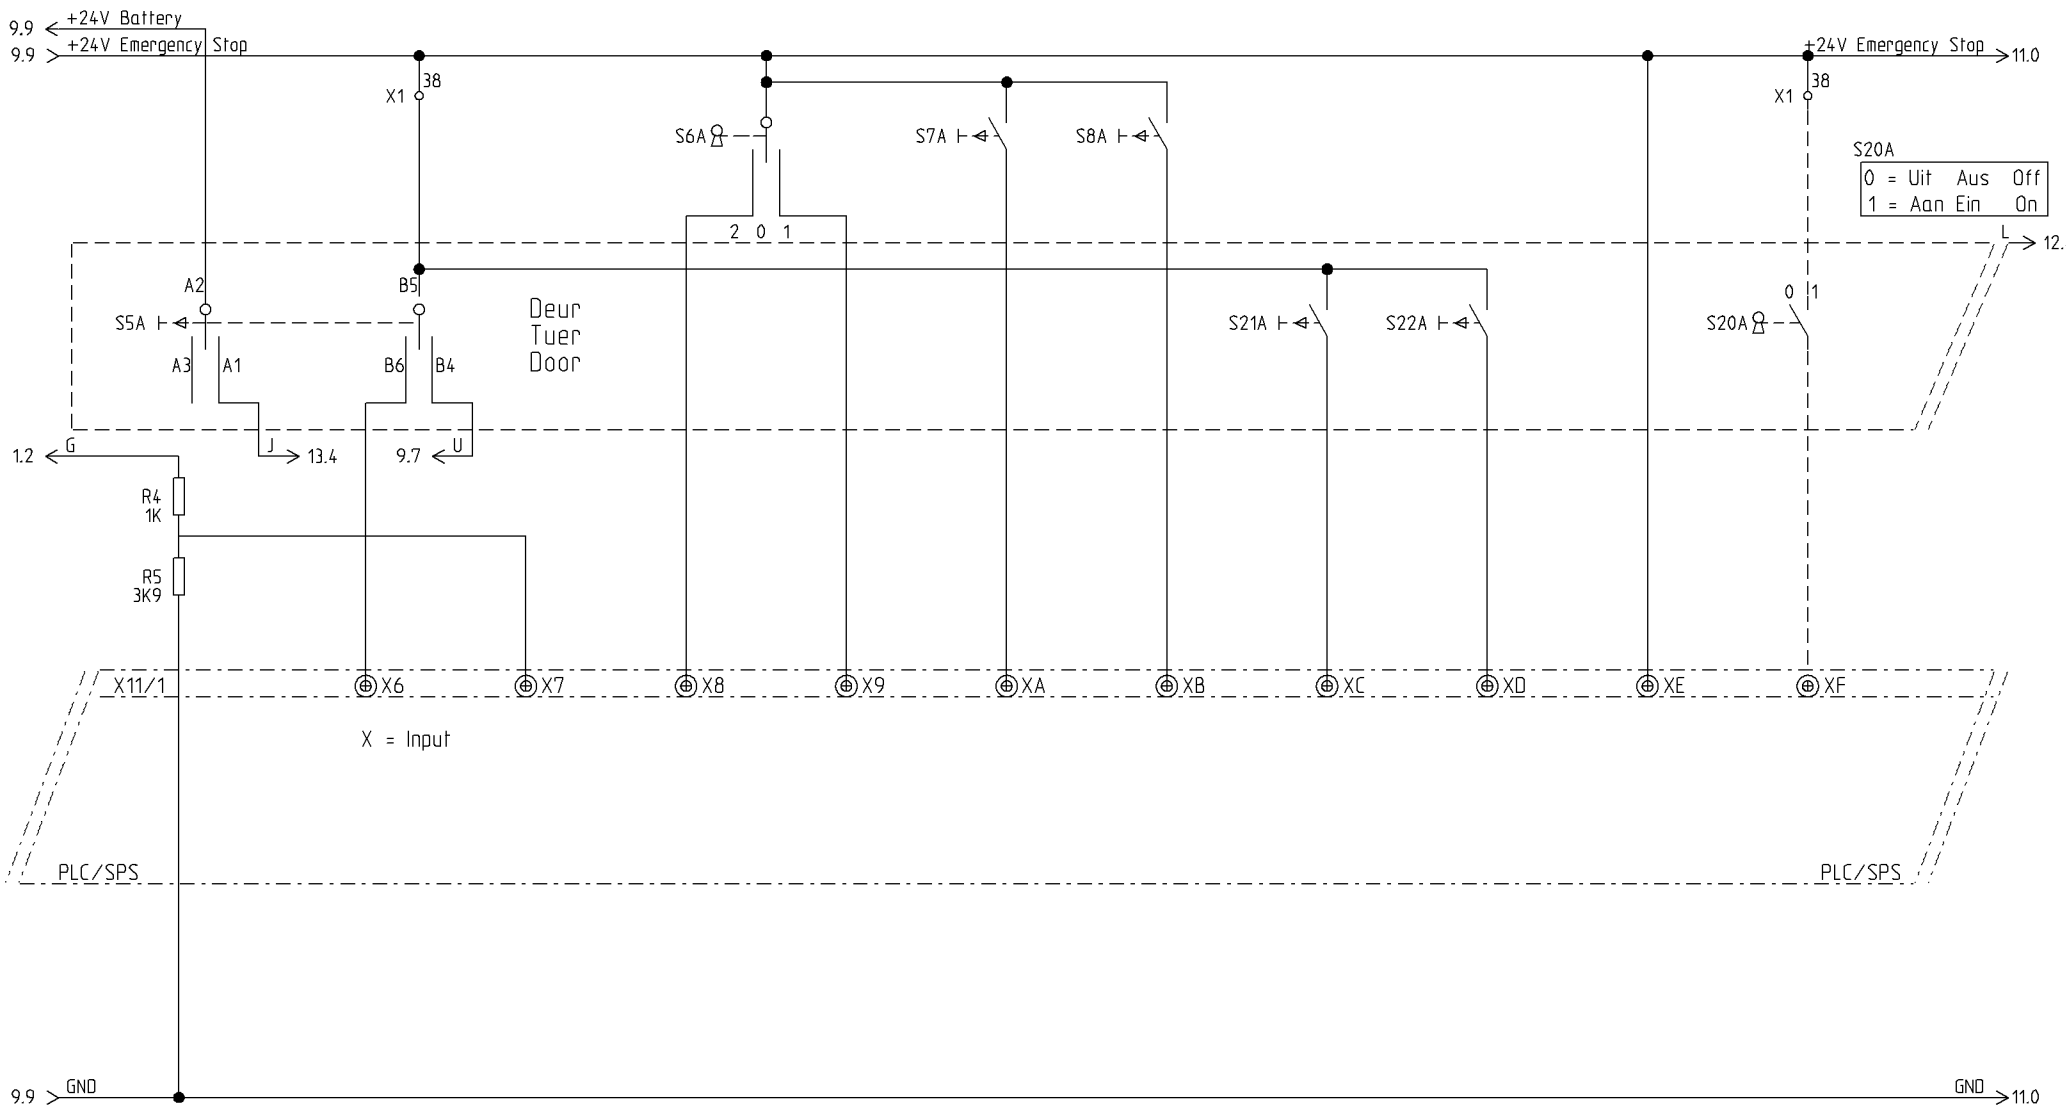 9.9 +24V Battery
9.9 +24V Emergency Stop
+24V Emergency Stop 11.0
38
X1
38
X1
S6A
S7A
S8A
S20A
0 = Uit Aus Off
1 = Aan Ein On
2 0 1
L 12.
A2
B5
0 1
S5A
Deur
Tuer
Door
S21A
S22A
S20A
A3
A1
B6
B4
1.2 G
J 13.4
9.7 U
R4
1K
R5
3K9
X11/1
X6
X7
X8
X9
XA
XB
XC
XD
XE
XF
X = Input
PLC/SPS
PLC/SPS
9.9 GND
GND 11.0